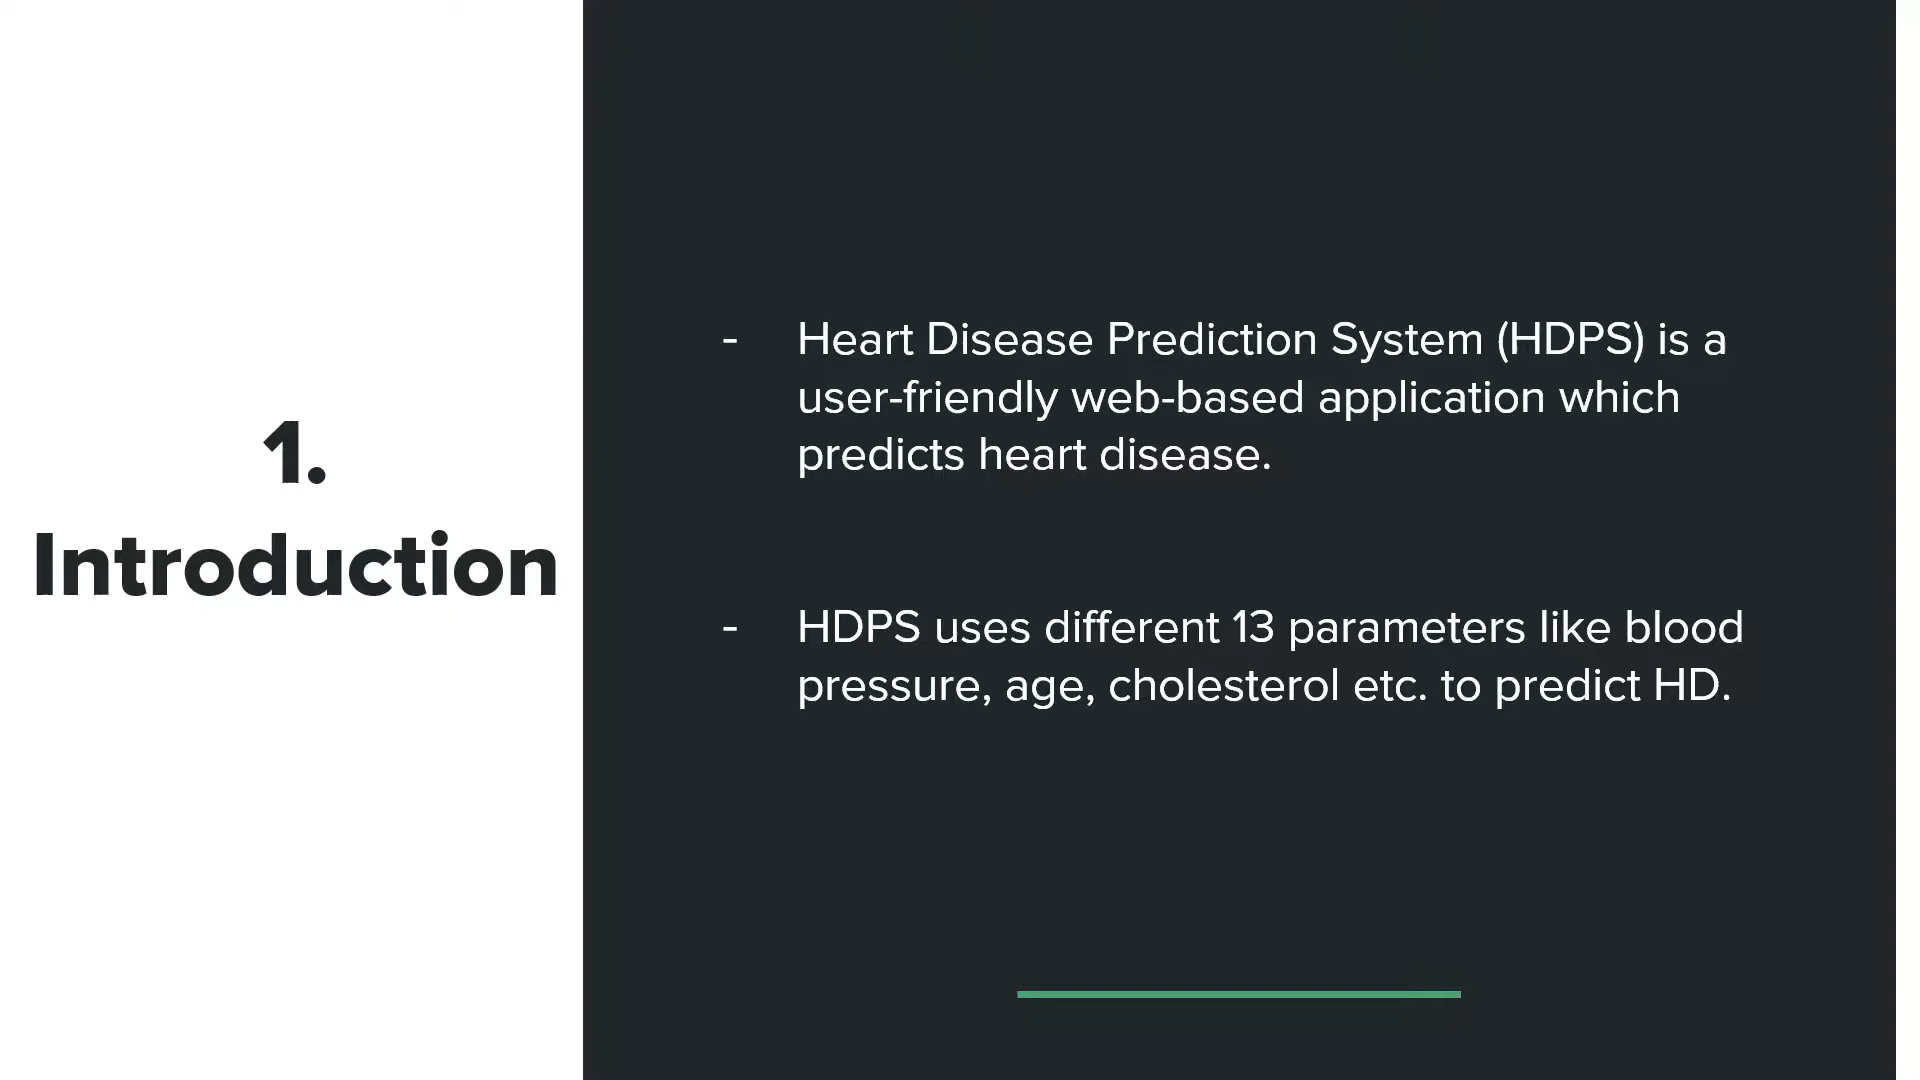 1.
Introduction
- Heart Disease Prediction System (HDPS) is a
user-friendly web-based application which
predicts heart disease.
- HDPS uses different 13 parameters like blood
pressure, age, cholesterol etc. to predict HD.